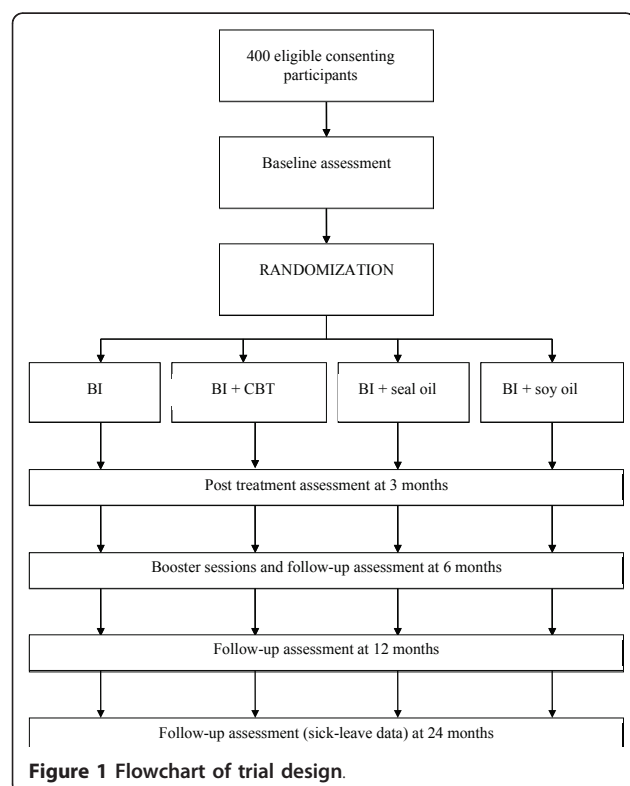 400 eligible consenting
participants
Baseline assessment
RANDOMIZATION
BI
BI + CBT
BI + seal oil
BI + soy oil
Post treatment assessment at 3 months
Booster sessions and follow-up assessment at 6 months
Follow-up assessment at 12 months
Follow-up assessment (sick-leave data) at 24 months
Figure 1 Flowchart of trial design.